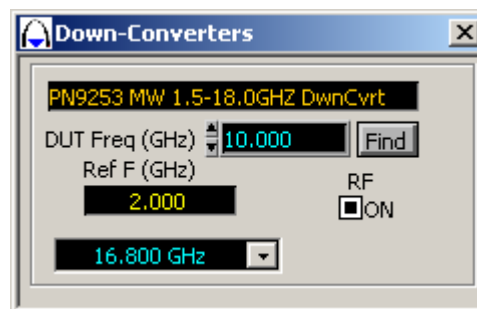 Down-Converters
PN9253 MW 1.5-18.0GHZ DwnCvrt
DUT Freq (GHz) 10.000 Find
Ref F (GHz)
RF
2.000
ON
16.800 GHz